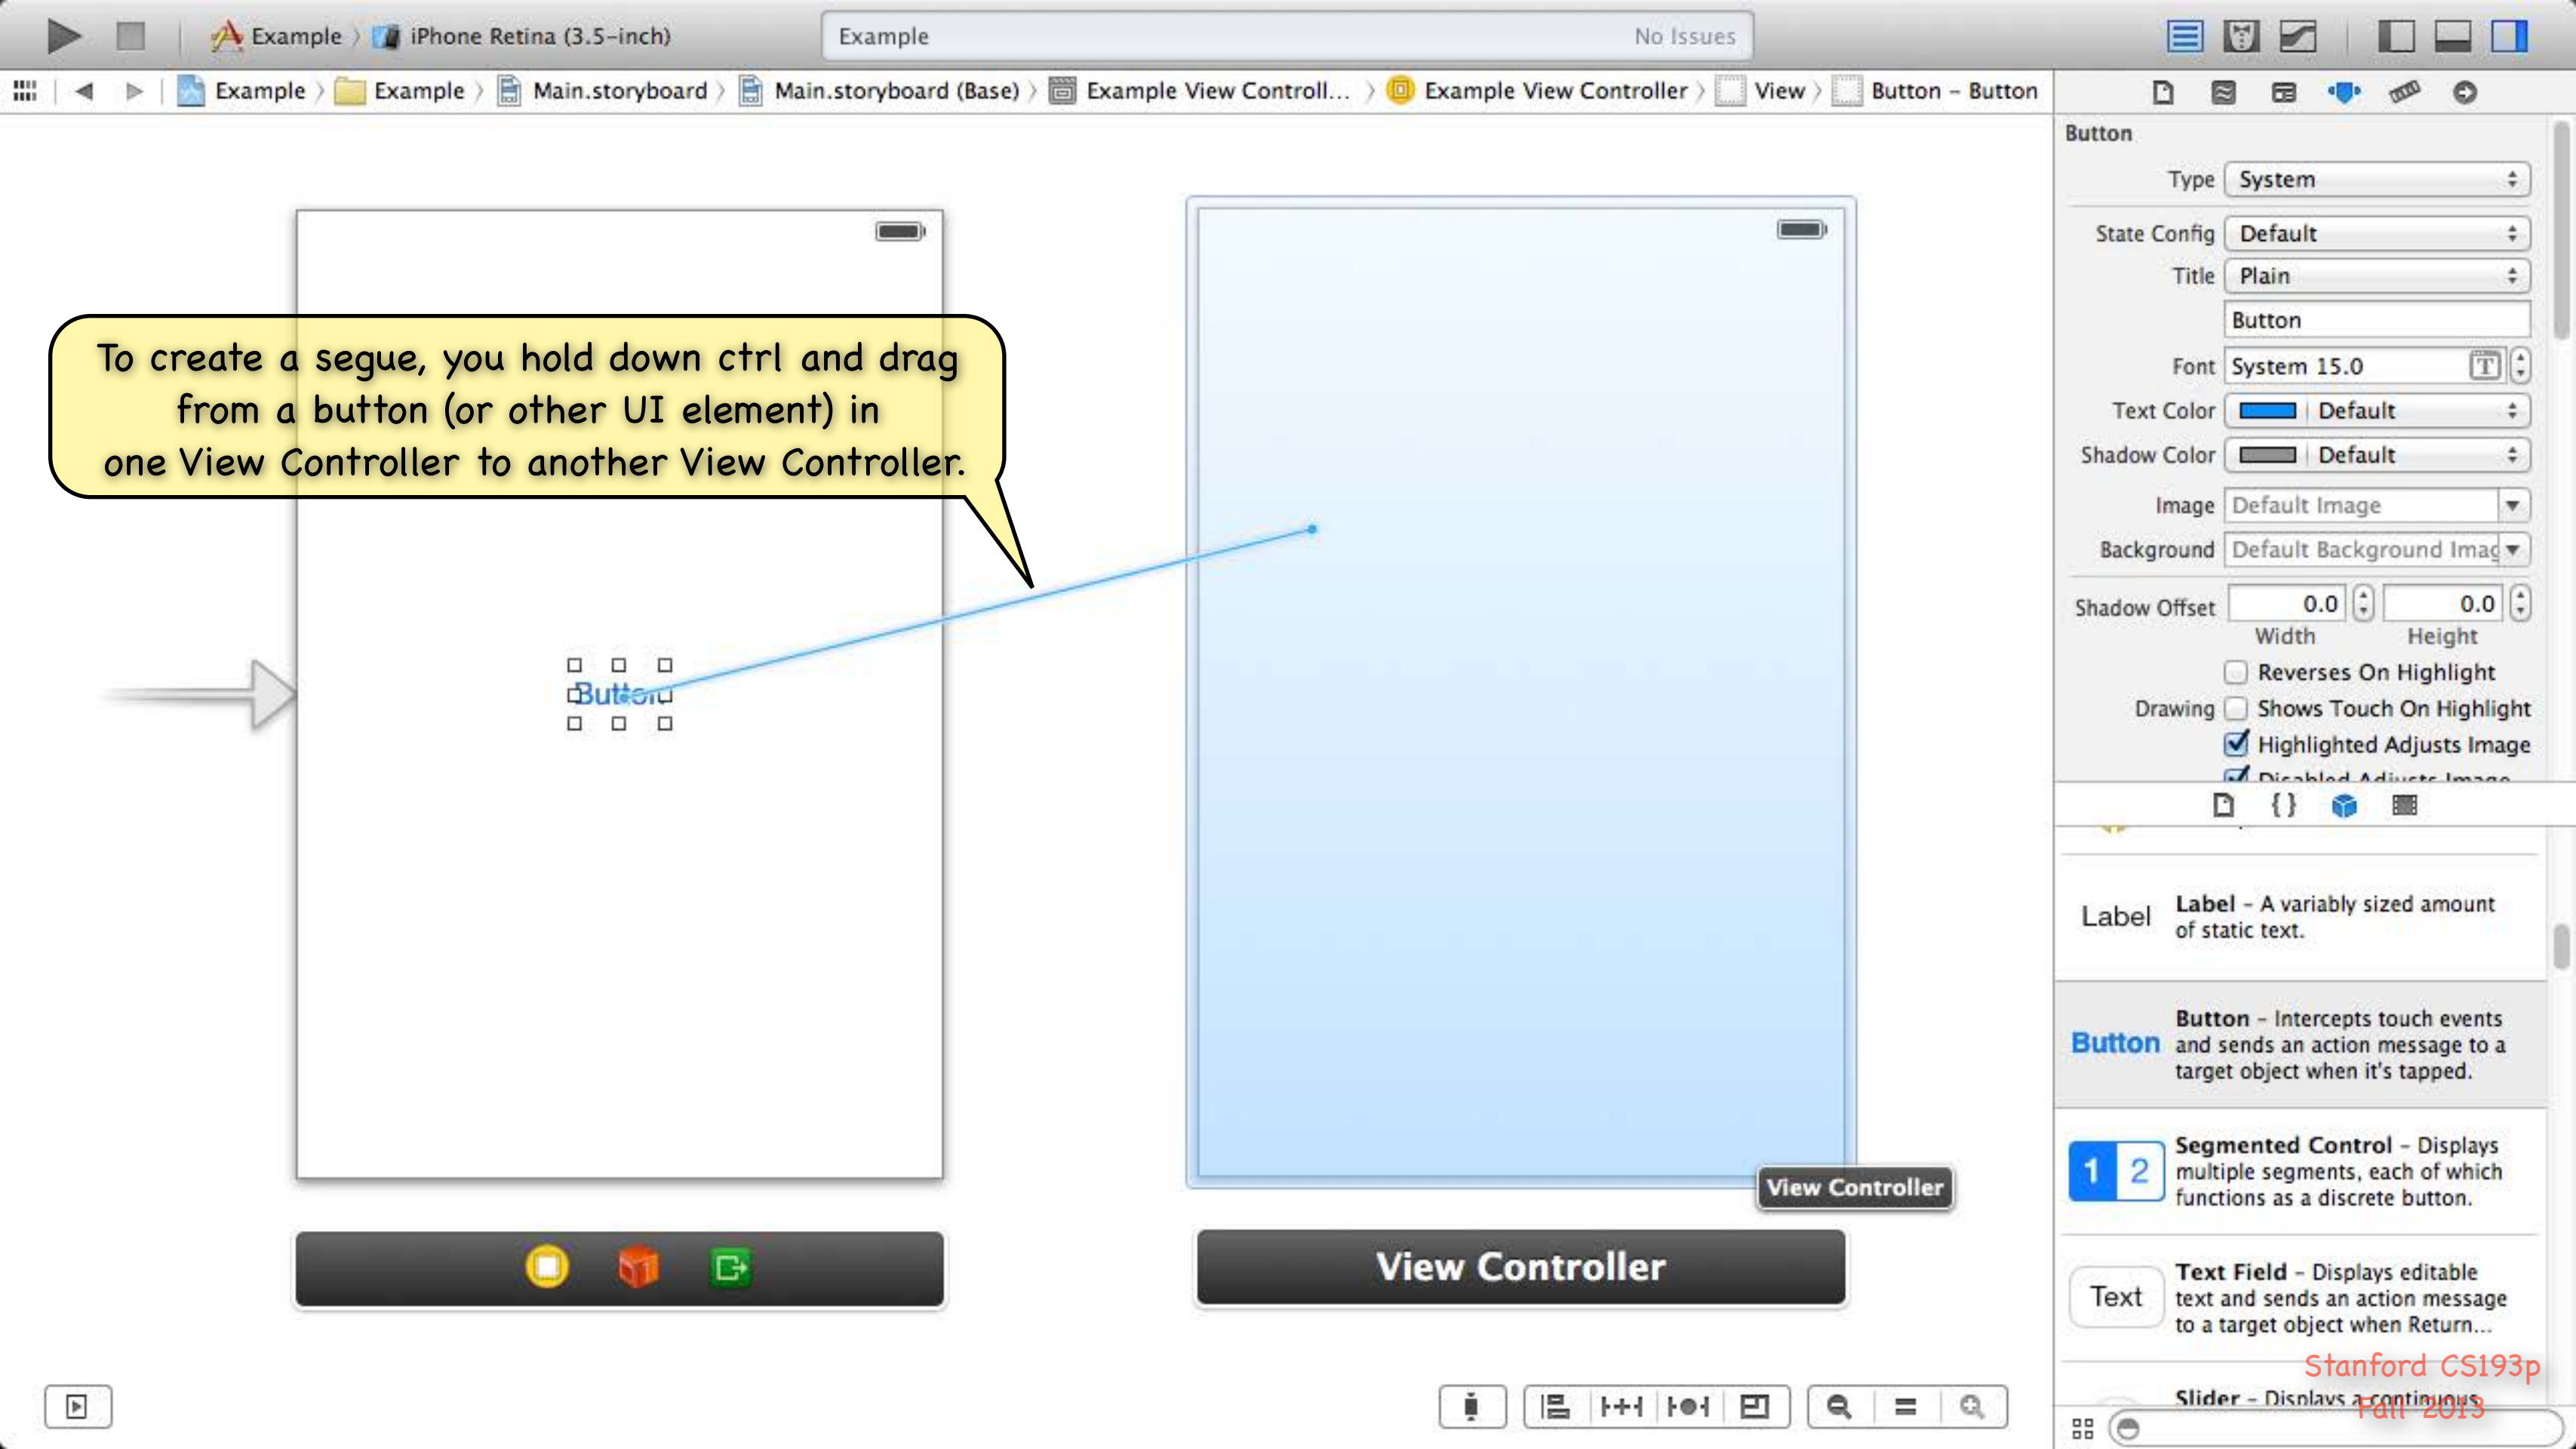 Example
iPhone Retina (3.5-inch)
Example
No Issues
Example
Example
Main.storyboard
Main.storyboard (Base)
Example View Controll...
Example View Controller
View
Button - Button
To create a segue, you hold down ctrl and drag
from a button (or other UI element) in
one View Controller to another View Controller.
Button
View Controller
View Controller
Button
Type System
State Config Default
Title Plain
Button
Font System 15.0
Text Color Default
Shadow Color Default
Image Default Image
Background Default Background Imag
Shadow Offset 0.0 0.0
Width Height
Reverses On Highlight
Drawing Shows Touch On Highlight
Highlighted Adjusts Image
Disabled Adjusts Image
Label
Label - A variably sized amount
of static text.
Button
Button - Intercepts touch events
and sends an action message to a
target object when it's tapped.
1 2
Segmented Control - Displays
multiple segments, each of which
functions as a discrete button.
Text
Text Field - Displays editable
text and sends an action message
to a target object when Return...
Slider - Displays a continuous
Stanford CS193p
Fall 2013